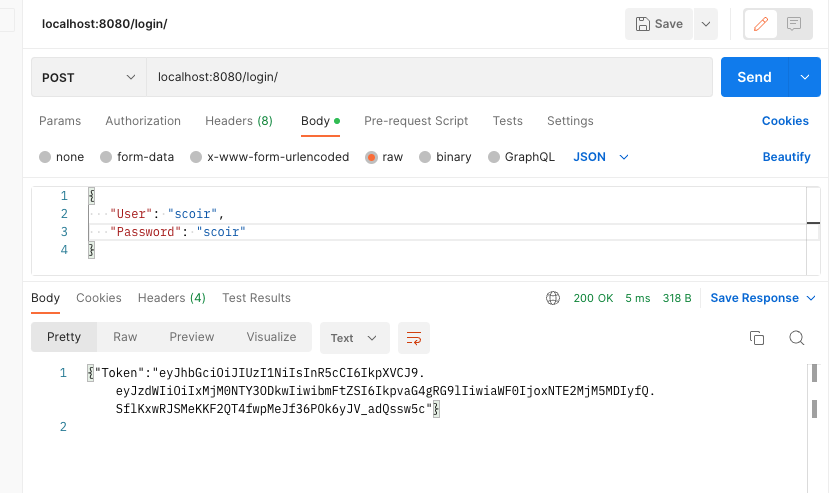 localhost:8080/login/
Save
POST
localhost:8080/login/
Send
Params Authorization Headers (8) Body Pre-request Script Tests Settings Cookies
none form-data x-www-form-urlencoded raw binary GraphQL JSON Beautify
1 {
2 "User": "scoir",
3 "Password": "scoir"
4 }
Body Cookies Headers (4) Test Results 200 OK 5 ms 318 B Save Response
Pretty Raw Preview Visualize Text
1 {"Token":"eyJhbGciOiJIUzI1NiIsInR5cCI6IkpXVCJ9.
eyJzdWIiOiIxMjM0NTY3ODkwIiwibmFtZSI6IkpvaG4gRG9lIiwiaWF0IjoxNTE2MjM5MDIyfQ.
SflKxwRJSMeKKF2QT4fwpMeJf36POk6yJV_adQssw5c"}
2